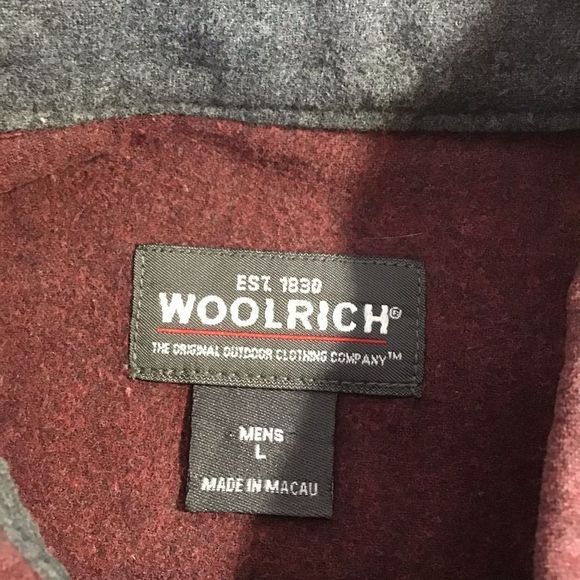 EST. 1830
WOOLRICH®
THE ORIGINAL OUTDOOR CLOTHING COMPANY™
MENS
L
MADE IN MACAU